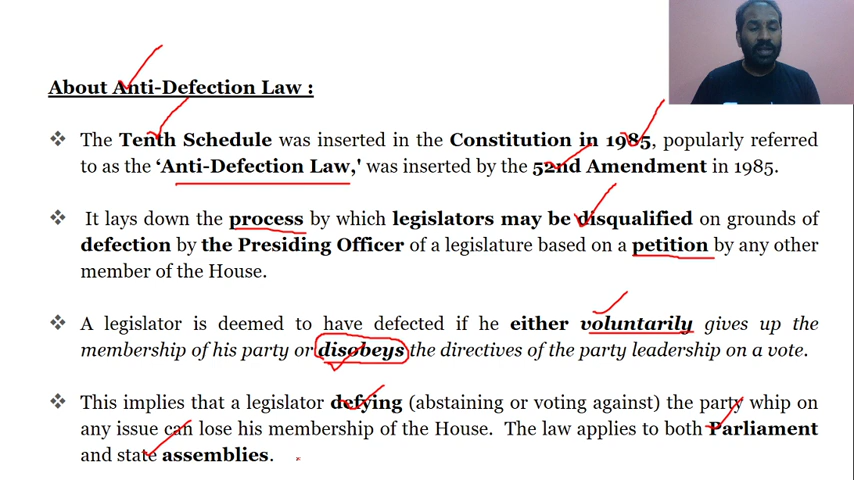 About Anti-Defection Law :
❖ The Tenth Schedule was inserted in the Constitution in 1985, popularly referred
to as the ‘Anti-Defection Law,' was inserted by the 52nd Amendment in 1985.
❖ It lays down the process by which legislators may be disqualified on grounds of
defection by the Presiding Officer of a legislature based on a petition by any other
member of the House.
❖ A legislator is deemed to have defected if he either voluntarily gives up the
membership of his party or disobeys the directives of the party leadership on a vote.
❖ This implies that a legislator defying (abstaining or voting against) the party whip on
any issue can lose his membership of the House. The law applies to both Parliament
and state assemblies.